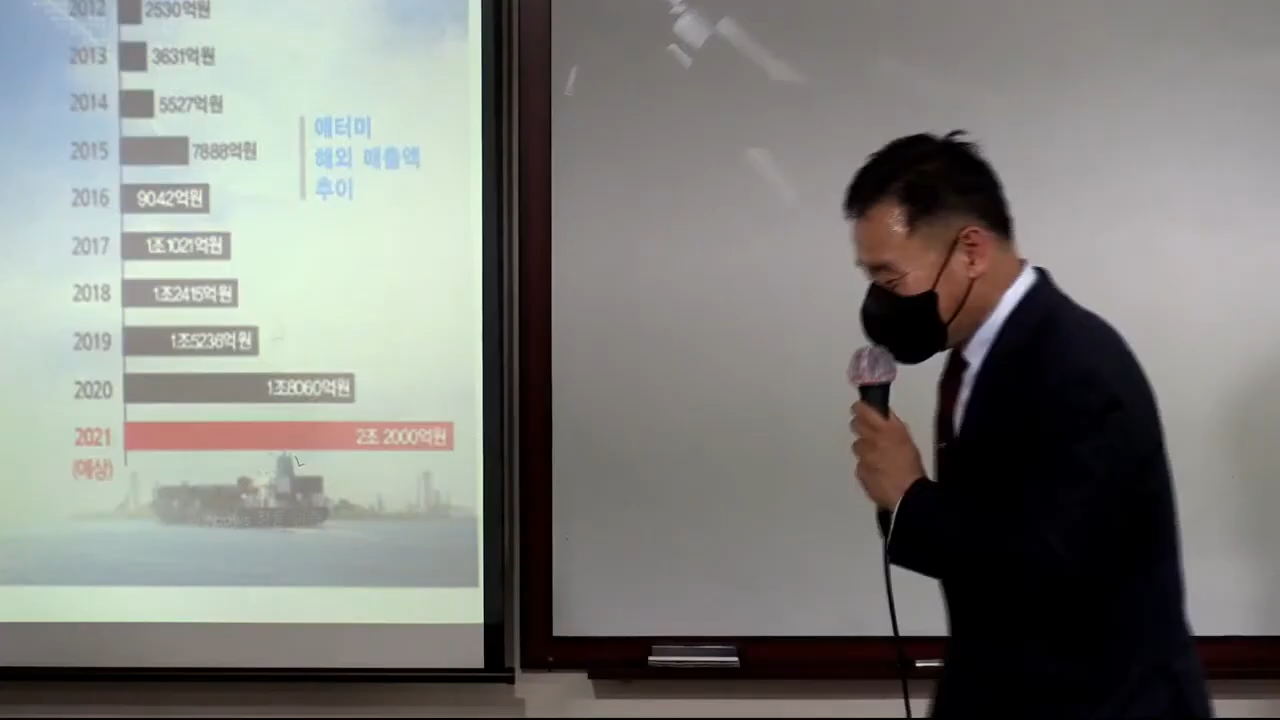 2012 2530억원
2013 3631억원
2014 5527억원
2015 7888억원
2016 9042억원
2017 1조1021억원
2018 1조2415억원
2019 1조5236억원
2020 1조8060억원
2021 2조 2000억원
(예상)
애터미
해외 매출액
추이